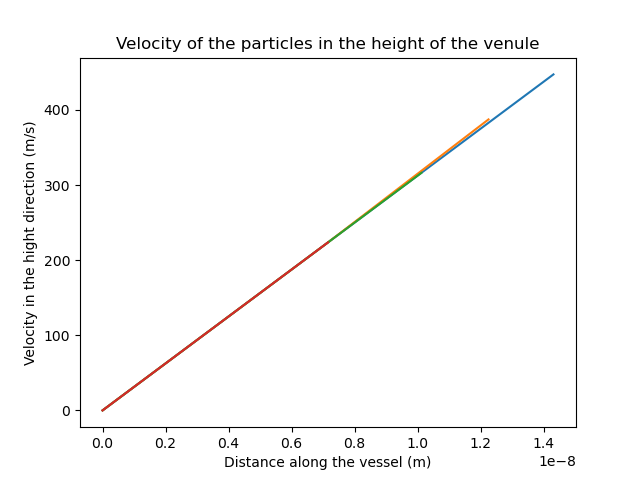 Velocity of the particles in the height of the venule
Velocity in the hight direction (m/s)
400
300
200
100
0
0.0 0.2 0.4 0.6 0.8 1.0 1.2 1.4
1e−8
Distance along the vessel (m)